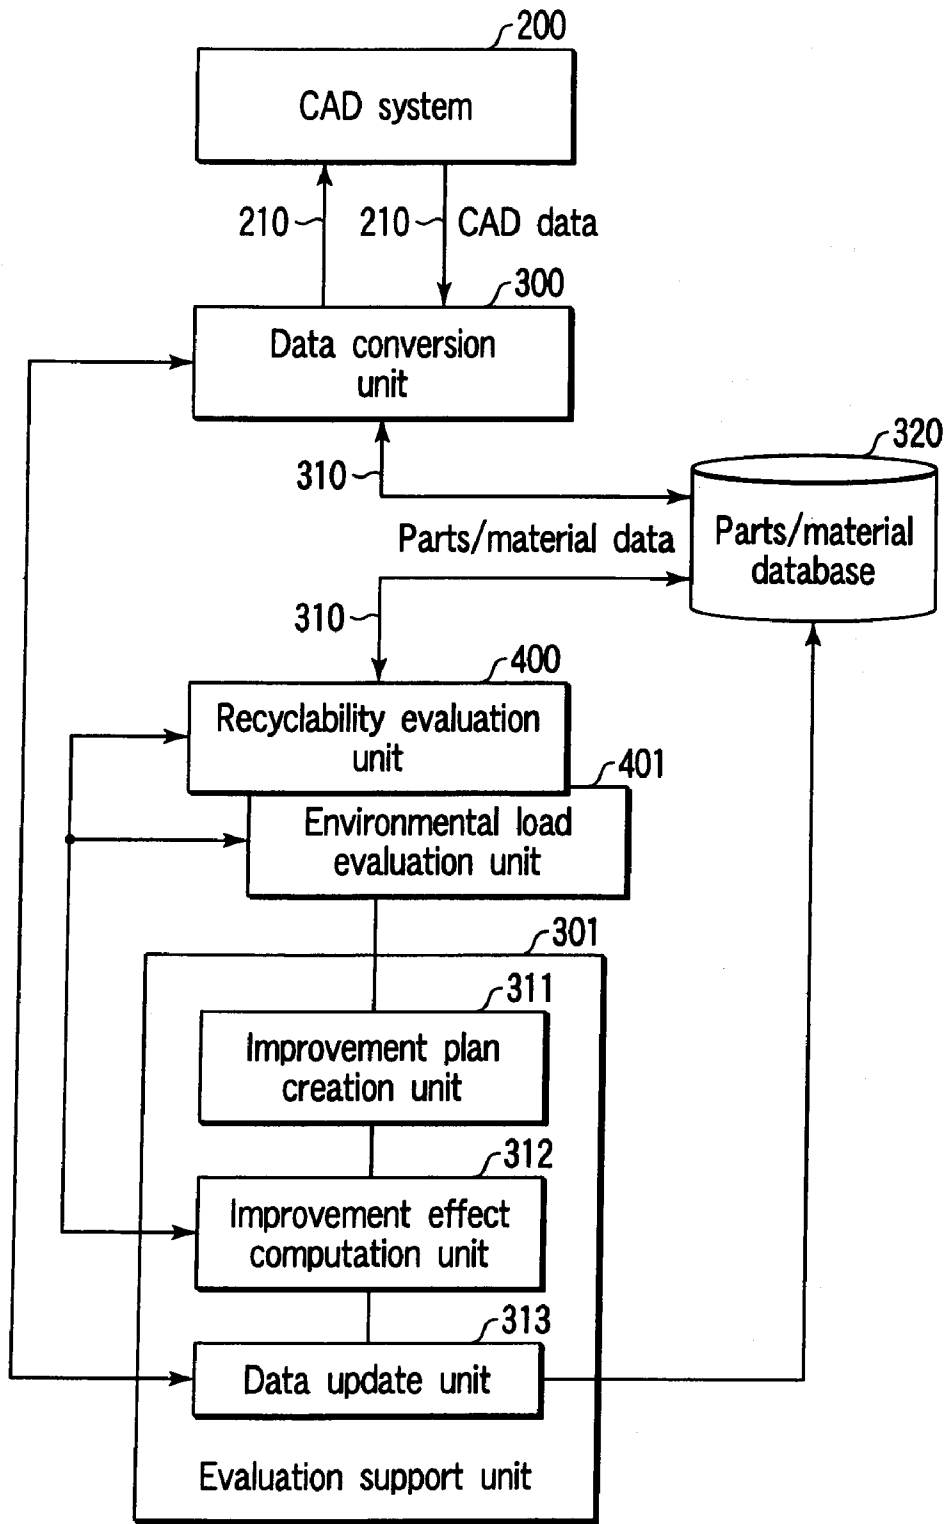 200
CAD system
210
210
CAD data
300
Data conversion
unit
310
320
Parts/material data
Parts/material
database
310
400
Recyclability evaluation
unit
401
Environmental load
evaluation unit
301
311
Improvement plan
creation unit
312
Improvement effect
computation unit
313
Data update unit
Evaluation support unit